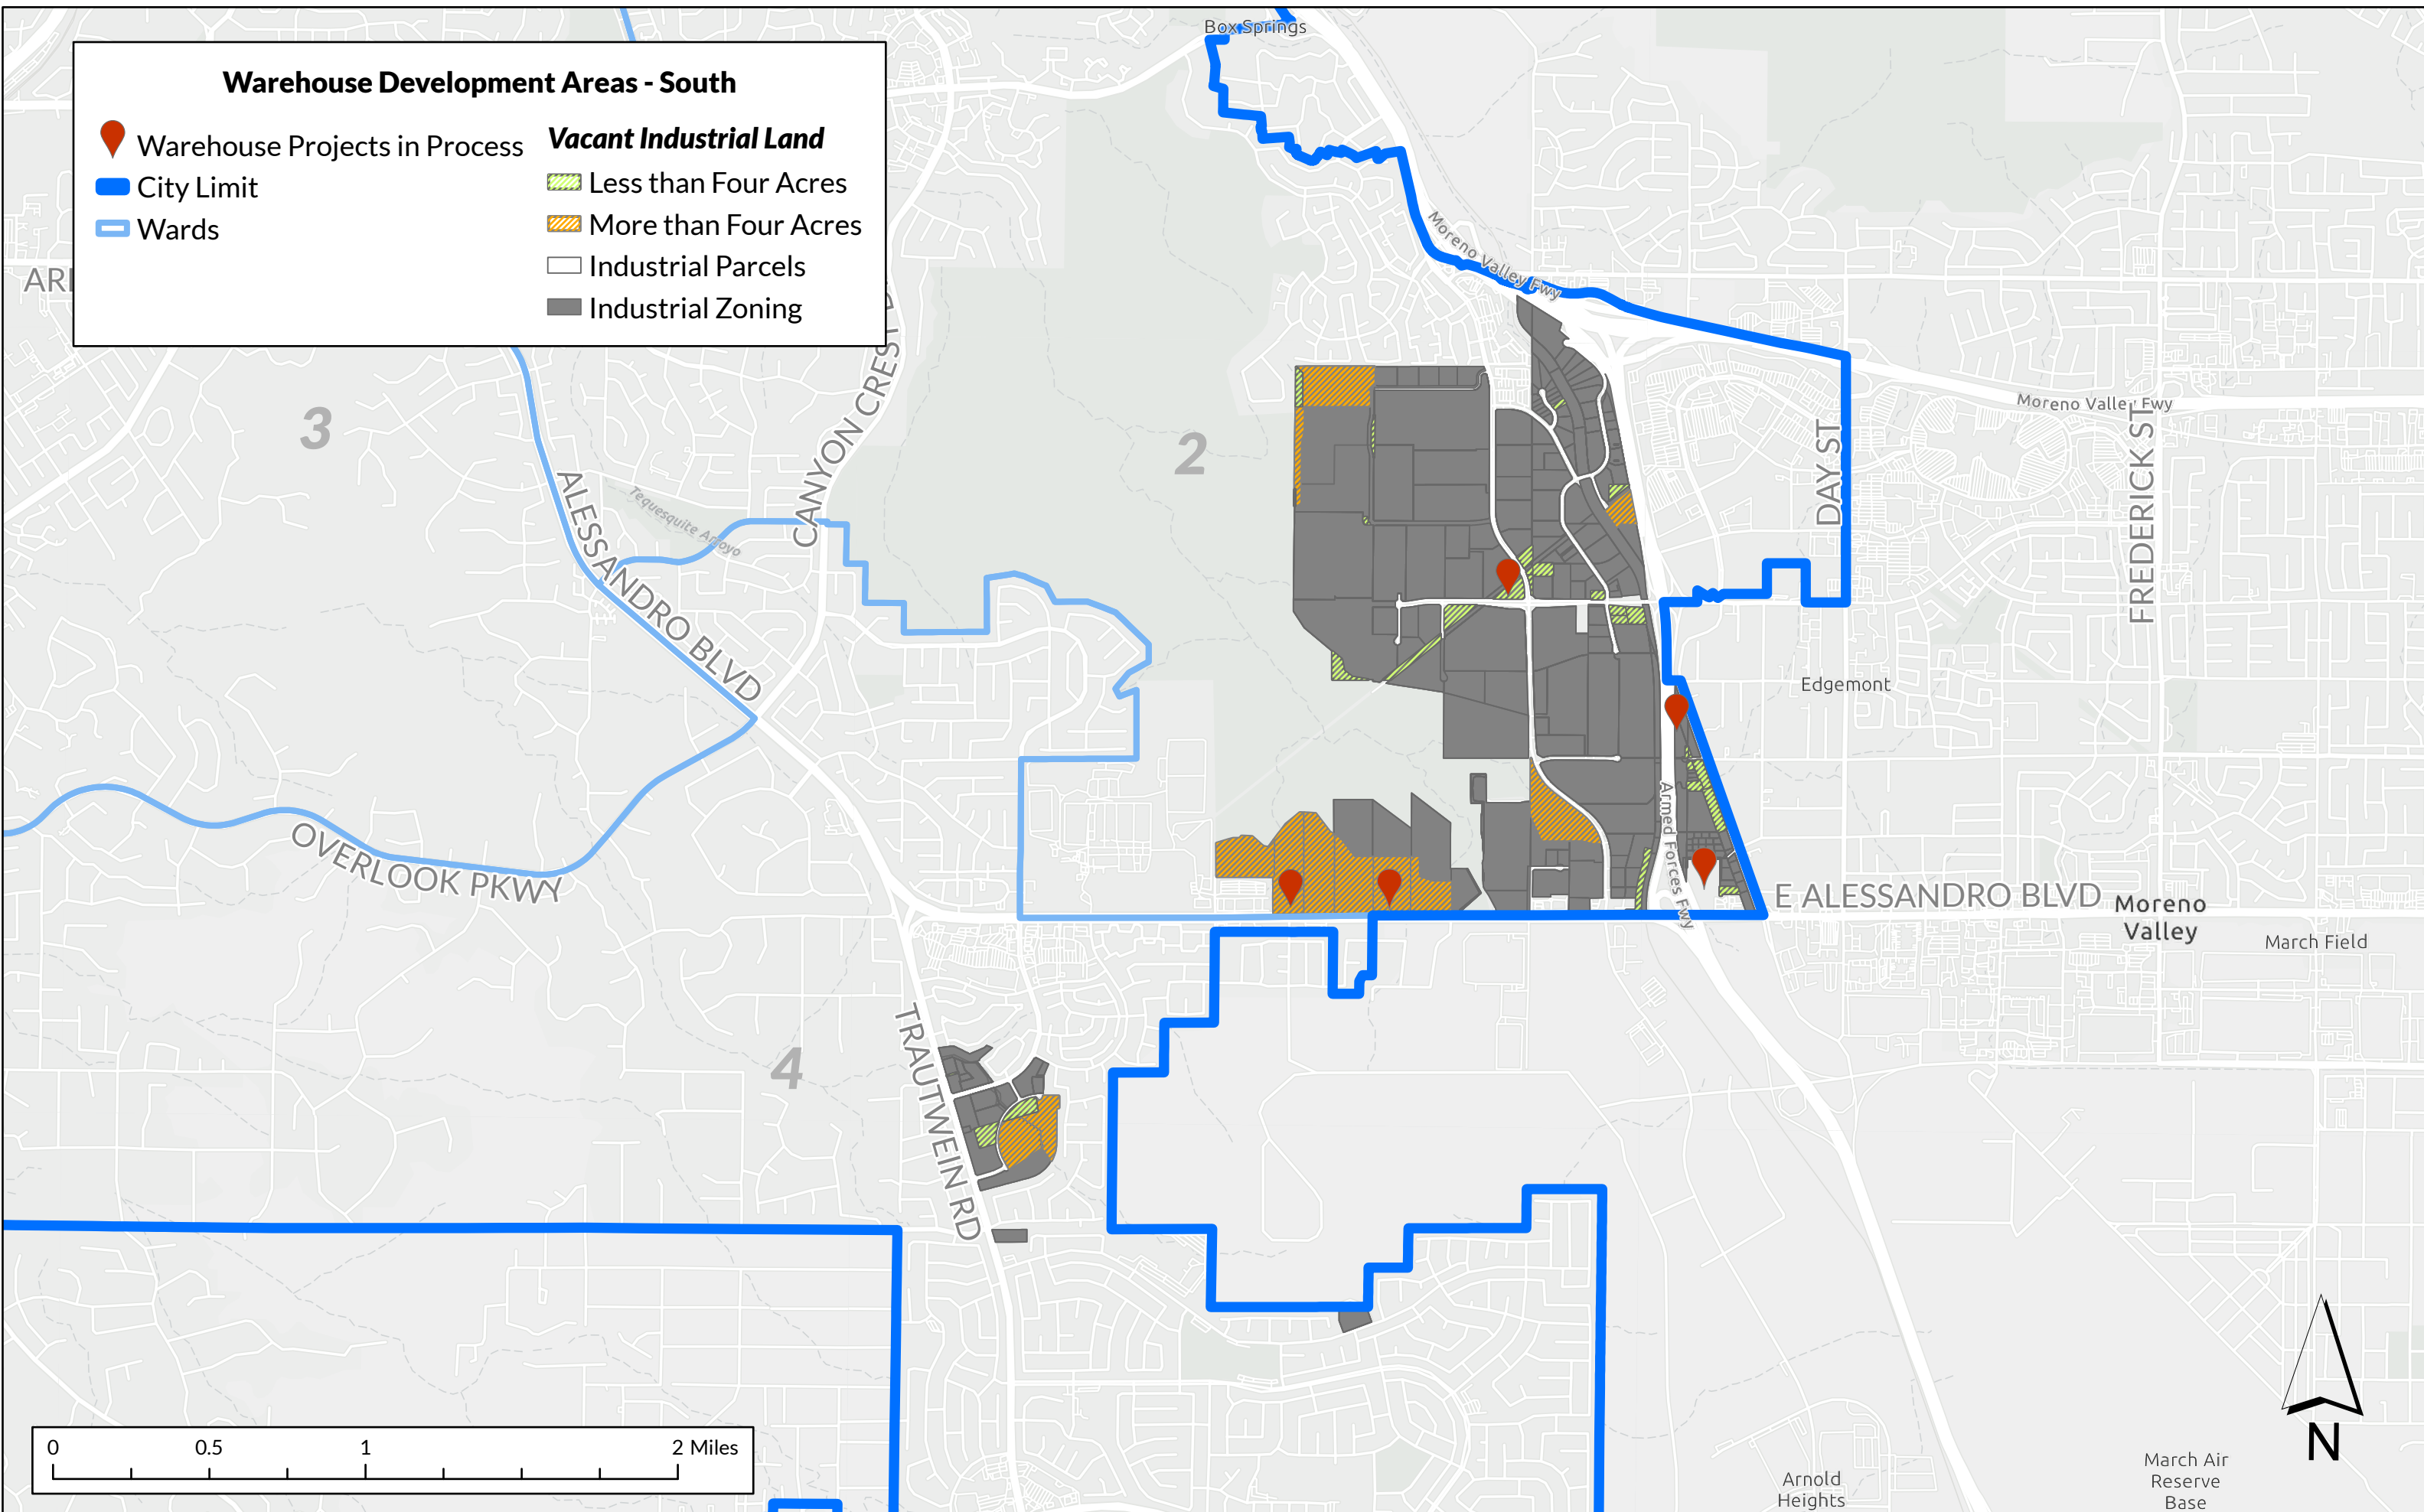 Box Springs
Warehouse Development Areas - South
Warehouse Projects in Process
City Limit
Wards
Vacant Industrial Land
Less than Four Acres
More than Four Acres
Industrial Parcels
Industrial Zoning
Moreno Valley Fwy
Moreno Valley Fwy
3
2
CANYON CREST
DAY ST
FREDERICK ST
Tequesquite Arroyo
ALESSANDRO BLVD
Edgemont
OVERLOOK PKWY
Armed Forces Fwy
E ALESSANDRO BLVD
Moreno
Valley
March Field
4
TRAUTWEIN RD
0 0.5 1 2 Miles
N
Arnold
Heights
March Air
Reserve
Base